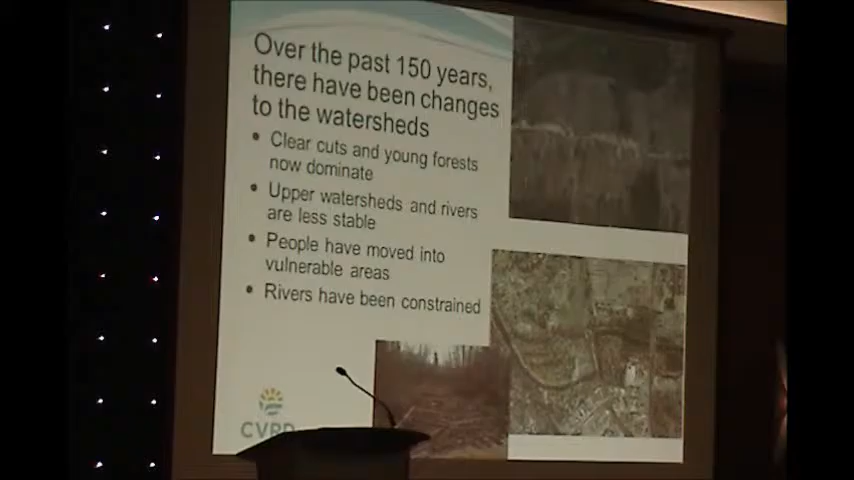 Over the past 150 years,
there have been changes
to the watersheds
• Clear cuts and young forests
now dominate
• Upper watersheds and rivers
are less stable
• People have moved into
vulnerable areas
• Rivers have been constrained
CVRD